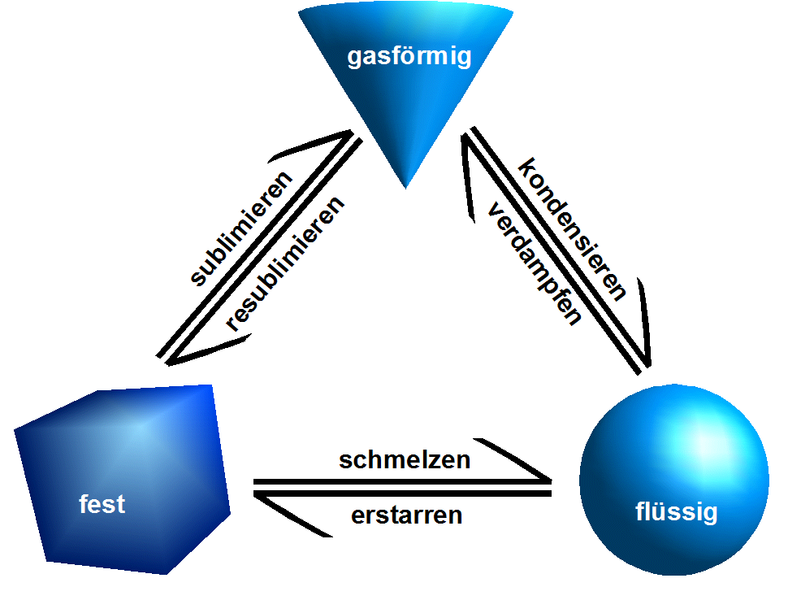 gasförmig
sublimieren
resublimieren
kondensieren
verdampfen
schmelzen
fest
flüssig
erstarren